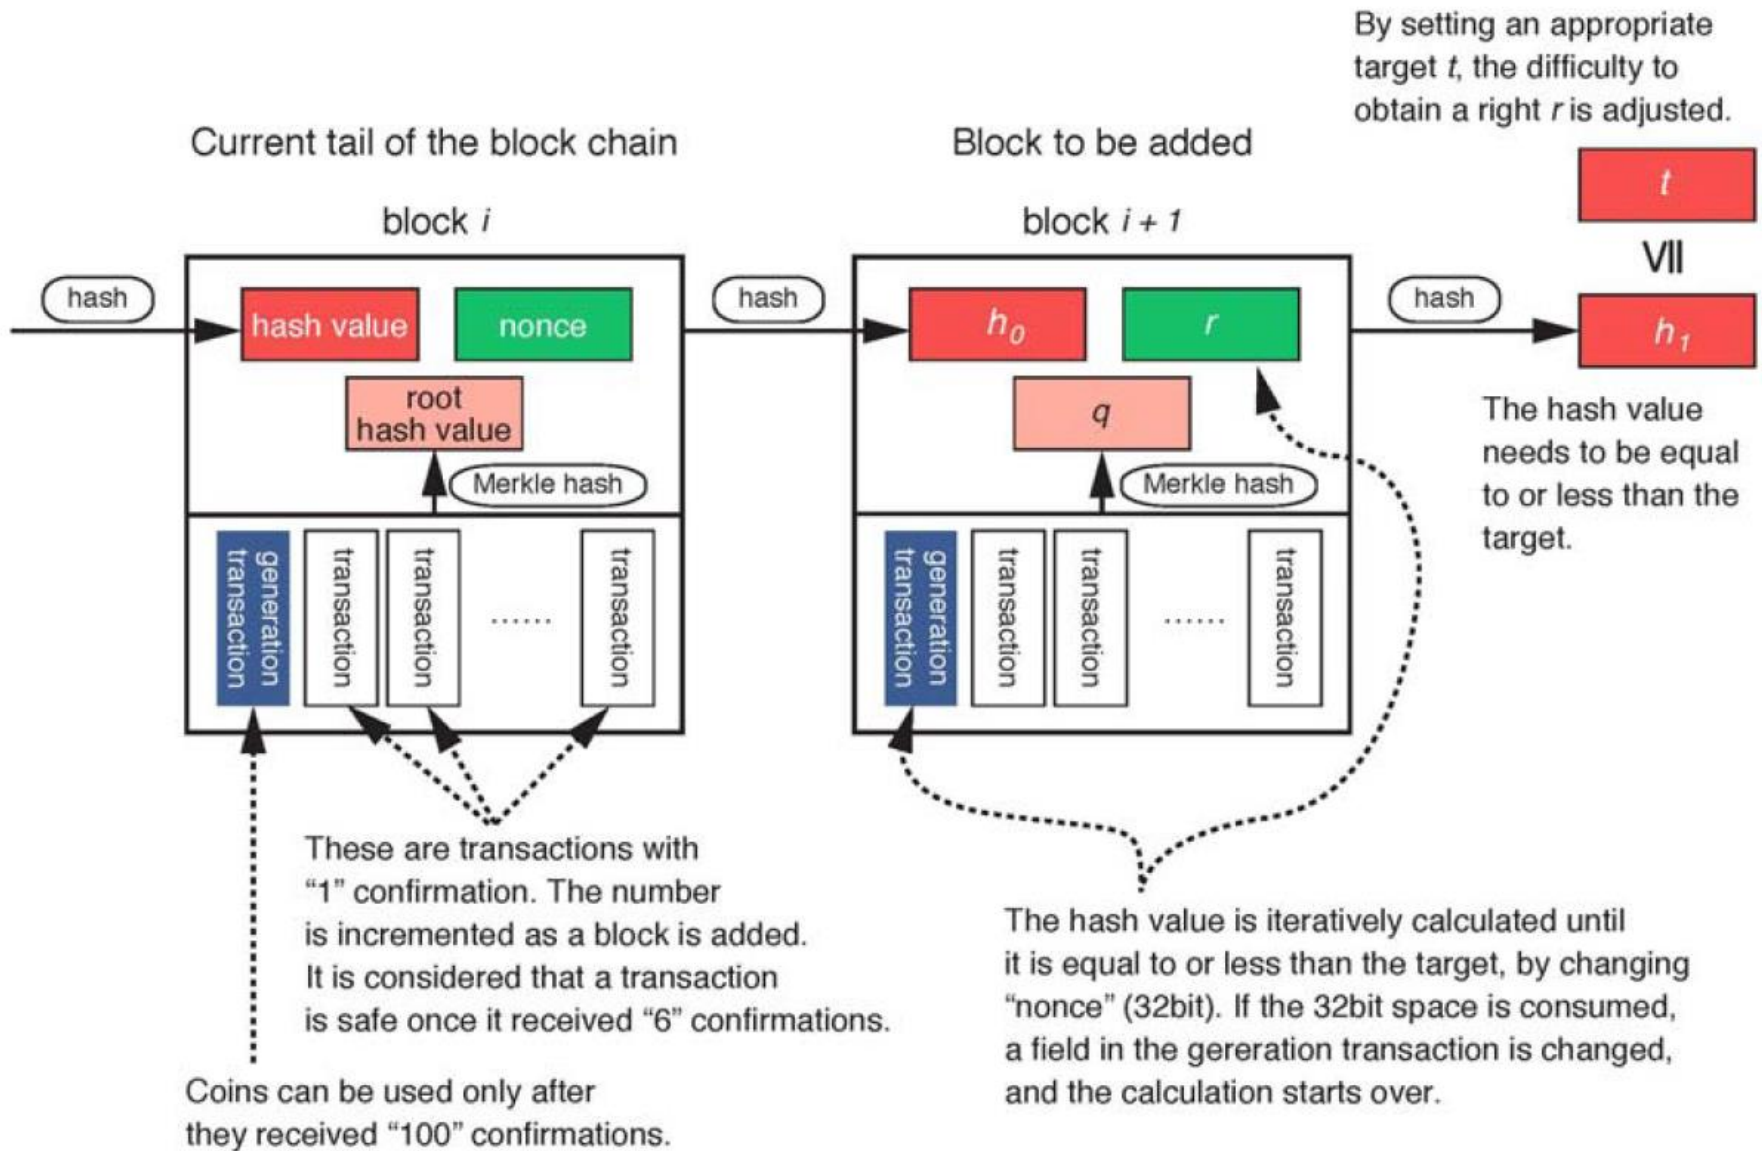 By setting an appropriate
target t, the difficulty to
obtain a right r is adjusted.
Current tail of the block chain
Block to be added
t
block i
block i + 1
VII
hash
hash value
nonce
hash
h0
r
hash
h1
root
hash value
q
The hash value
needs to be equal
to or less than the
target.
Merkle hash
Merkle hash
generation
transaction
transaction
transaction
......
transaction
generation
transaction
transaction
transaction
......
transaction
These are transactions with
“1” confirmation. The number
is incremented as a block is added.
It is considered that a transaction
is safe once it received “6” confirmations.
The hash value is iteratively calculated until
it is equal to or less than the target, by changing
“nonce” (32bit). If the 32bit space is consumed,
a field in the gereration transaction is changed,
and the calculation starts over.
Coins can be used only after
they received “100” confirmations.